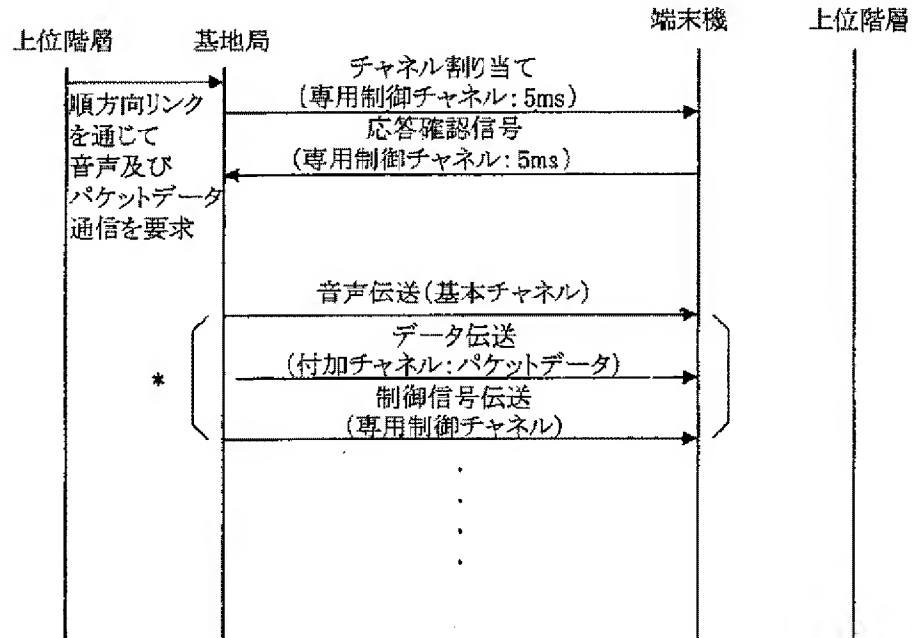 上位階層
基地局
端末機
上位階層
チャネル割り当て
(専用制御チャネル:5ms)
応答確認信号
(専用制御チャネル:5ms)
順方向リンク
を通じて
音声及び
パケットデータ
通信を要求
音声伝送(基本チャネル)
データ伝送
(付加チャネル:パケットデータ)
*
制御信号伝送
(専用制御チャネル)